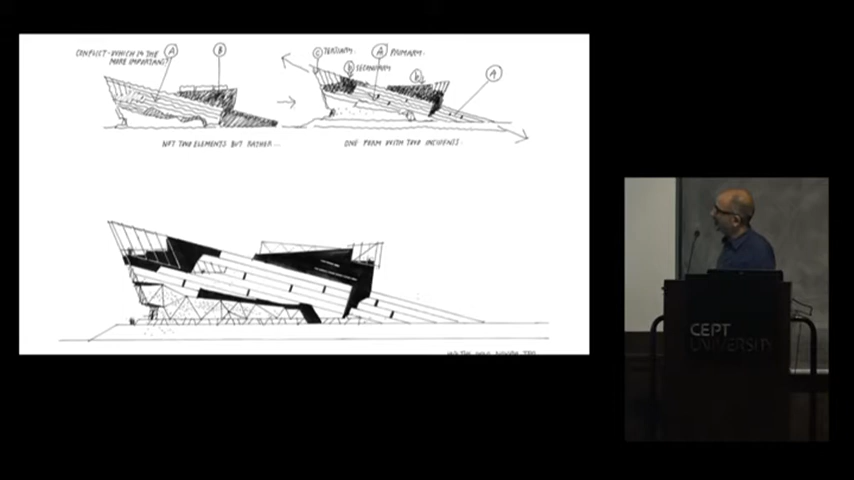 CONFLICT-WHICH IS THE
MORE IMPORTANT?
A
B
NOT TWO ELEMENTS BUT RATHER...
C TERTIARY:
A PRIMARY:
B SECONDARY
b
A
ONE FORM WITH TWO INCIDENTS:
CEPT
UNIVERSITY